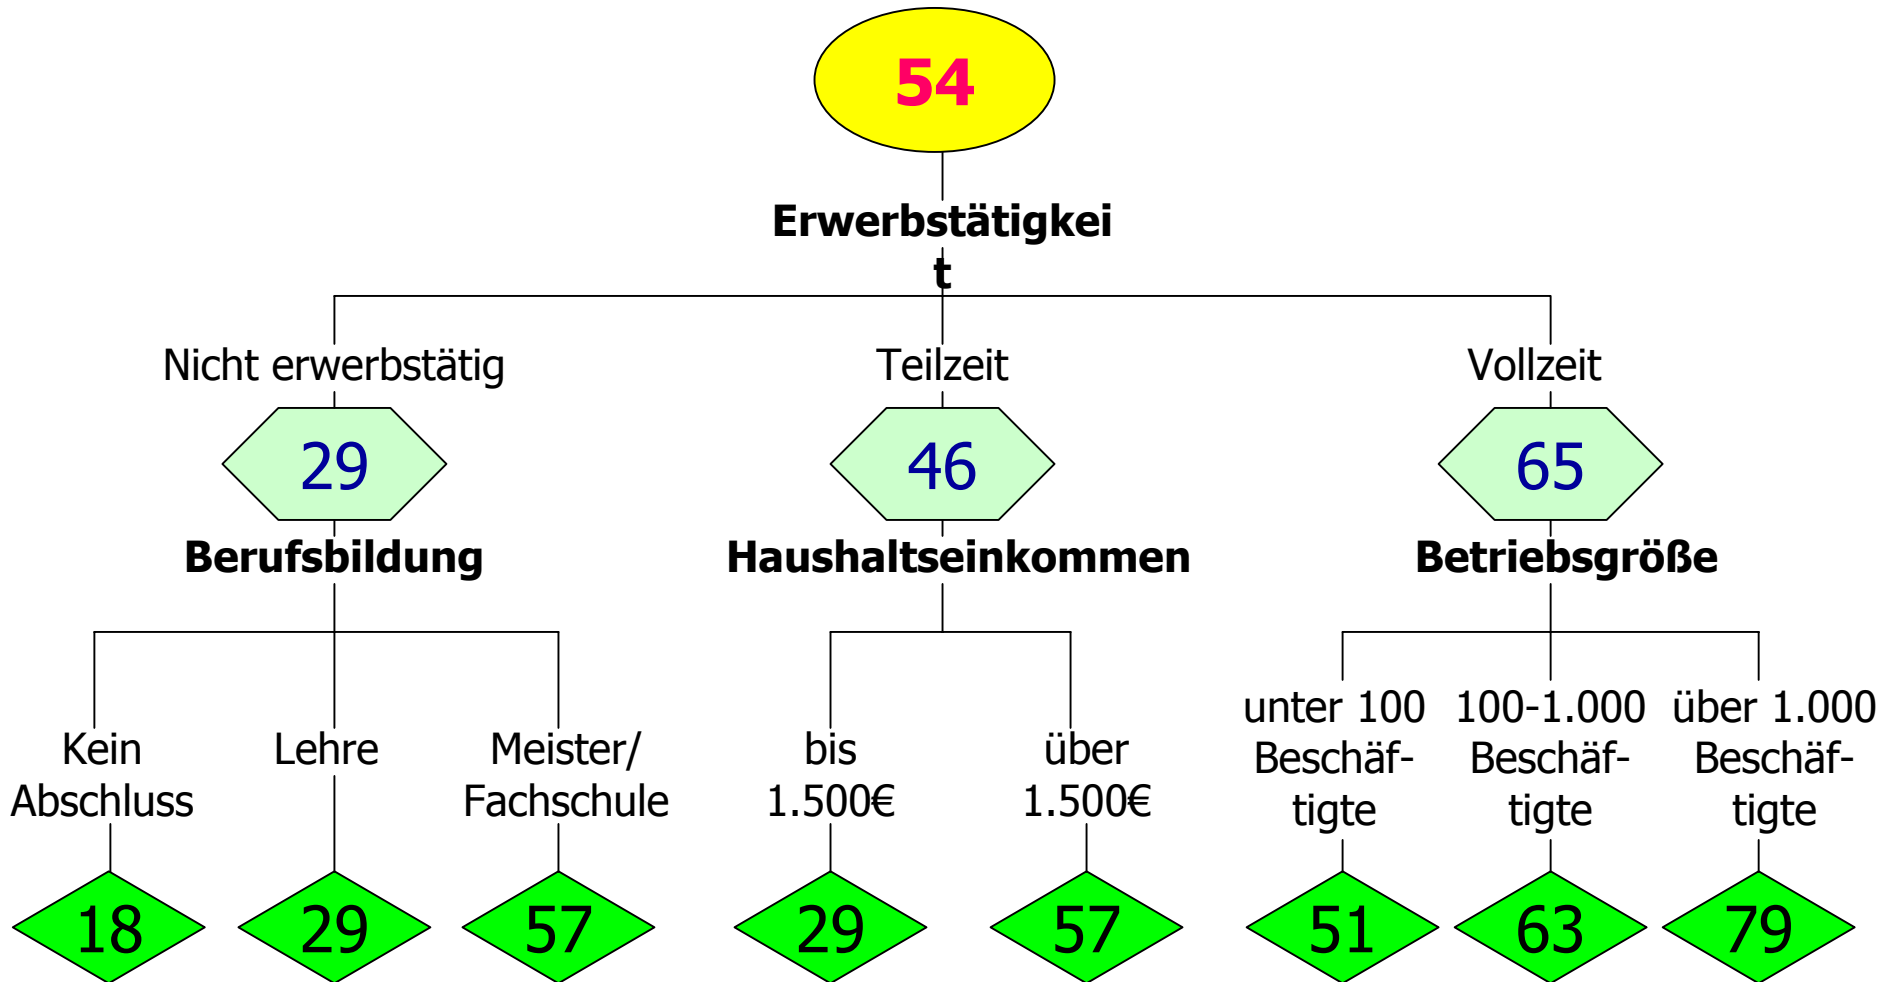 54
Erwerbstätigkei
t
Nicht erwerbstätig
Teilzeit
Vollzeit
29
46
65
Berufsbildung
Haushaltseinkommen
Betriebsgröße
Kein
Abschluss
Lehre
Meister/
Fachschule
bis
1.500€
über
1.500€
unter 100
Beschäf-
tigte
100-1.000
Beschäf-
tigte
über 1.000
Beschäf-
tigte
18
29
57
29
57
51
63
79